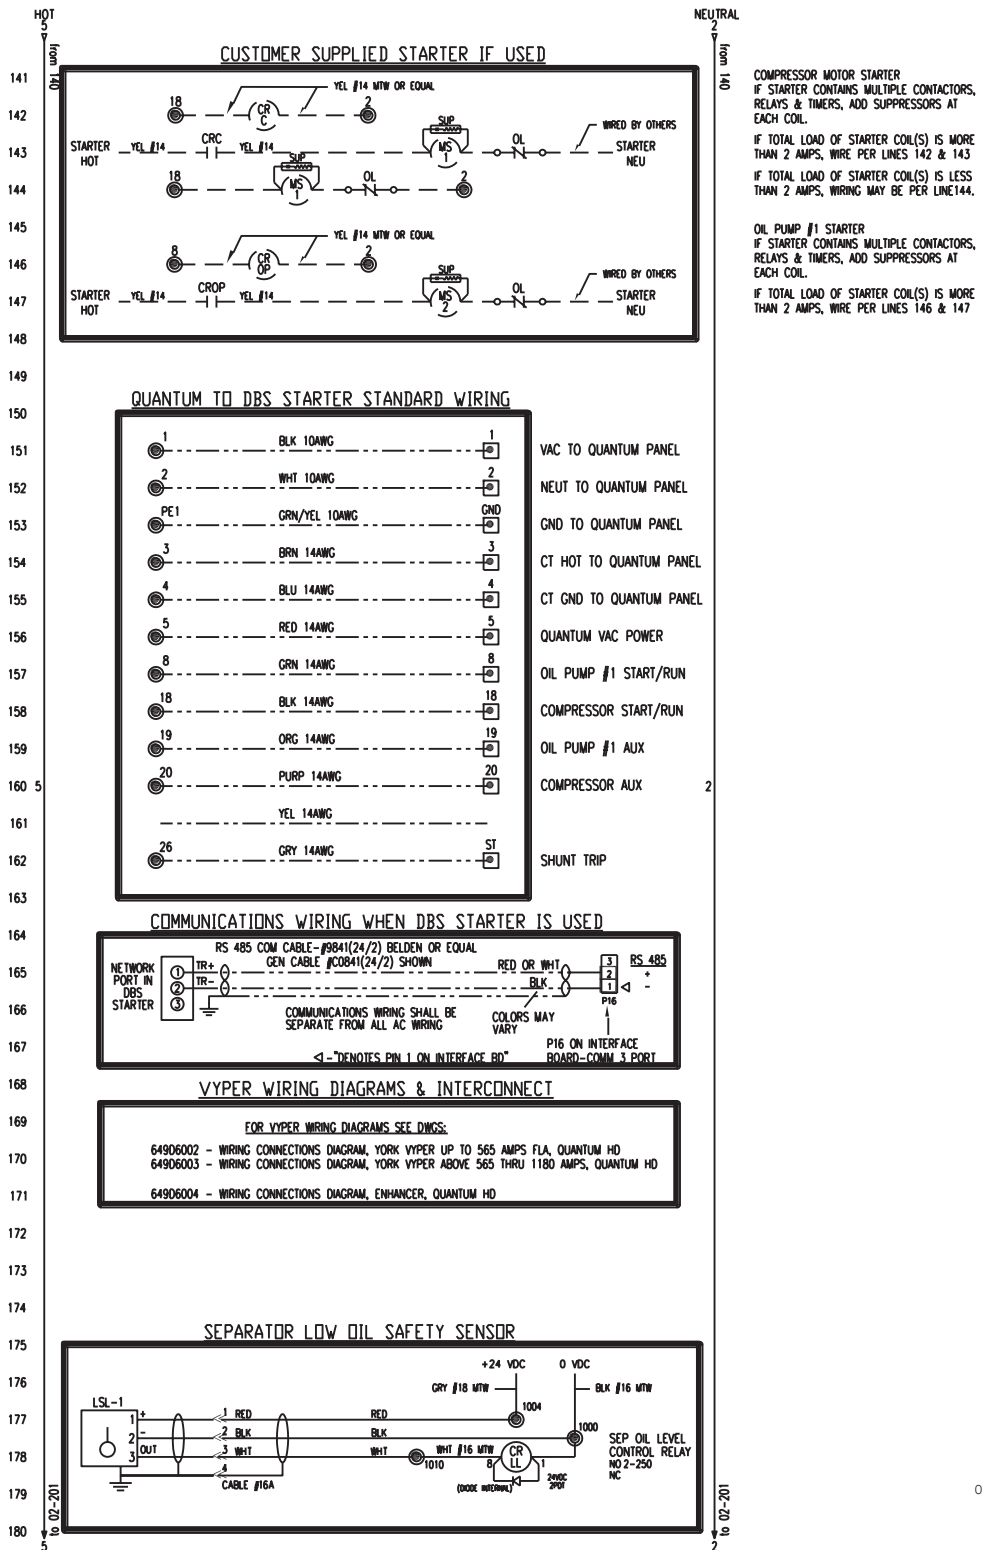 HOT
5
NEUTRAL
2
from 140
from 140
CUSTOMER SUPPLIED STARTER IF USED
141
142
18
CR
C
2
YEL #14 MTW OR EQUAL
143
STARTER
HOT
YEL #14
CRC
YEL #14
SUP
MS
1
OL
WIRED BY OTHERS
STARTER
NEU
144
18
SUP
MS
1
OL
2
145
146
8
CR
OP
2
YEL #14 MTW OR EQUAL
147
STARTER
HOT
YEL #14
CROP
YEL #14
SUP
MS
2
OL
WIRED BY OTHERS
STARTER
NEU
148
COMPRESSOR MOTOR STARTER
IF STARTER CONTAINS MULTIPLE CONTACTORS,
RELAYS & TIMERS, ADD SUPPRESSORS AT
EACH COIL.
IF TOTAL LOAD OF STARTER COIL(S) IS MORE
THAN 2 AMPS, WIRE PER LINES 142 & 143
IF TOTAL LOAD OF STARTER COIL(S) IS LESS
THAN 2 AMPS, WIRING MAY BE PER LINE144.
OIL PUMP #1 STARTER
IF STARTER CONTAINS MULTIPLE CONTACTORS,
RELAYS & TIMERS, ADD SUPPRESSORS AT
EACH COIL.
IF TOTAL LOAD OF STARTER COIL(S) IS MORE
THAN 2 AMPS, WIRE PER LINES 146 & 147
149
QUANTUM TO DBS STARTER STANDARD WIRING
150
151 1 BLK 10AWG 1 VAC TO QUANTUM PANEL
152 2 WHT 10AWG 2 NEUT TO QUANTUM PANEL
153 PE1 GRN/YEL 10AWG GND GND TO QUANTUM PANEL
154 3 BRN 14AWG 3 CT HOT TO QUANTUM PANEL
155 4 BLU 14AWG 4 CT GND TO QUANTUM PANEL
156 5 RED 14AWG 5 QUANTUM VAC POWER
157 8 GRN 14AWG 8 OIL PUMP #1 START/RUN
158 18 BLK 14AWG 18 COMPRESSOR START/RUN
159 19 ORG 14AWG 19 OIL PUMP #1 AUX
160 5 20 PURP 14AWG 20 COMPRESSOR AUX 2
161 YEL 14AWG
162 26 GRY 14AWG ST SHUNT TRIP
163
COMMUNICATIONS WIRING WHEN DBS STARTER IS USED
164
RS 485 COM CABLE-#9841(24/2) BELDEN OR EQUAL
GEN CABLE #C0841(24/2) SHOWN
165
NETWORK
PORT IN
DBS
STARTER
1
2
3
TR+
TR-
RED OR WHT
BLK
3
2
1
RS 485
+
-
P16
166
COMMUNICATIONS WIRING SHALL BE
SEPARATE FROM ALL AC WIRING
COLORS MAY
VARY
167
P16 ON INTERFACE
BOARD-COMM 3 PORT
◁ -"DENOTES PIN 1 ON INTERFACE BD"
168
VYPER WIRING DIAGRAMS & INTERCONNECT
169
FOR VYPER WIRING DIAGRAMS SEE DWGS:
170
649D6002 - WIRING CONNECTIONS DIAGRAM, YORK VYPER UP TO 565 AMPS FLA, QUANTUM HD
649D6003 - WIRING CONNECTIONS DIAGRAM, YORK VYPER ABOVE 565 THRU 1180 AMPS, QUANTUM HD
171
649D6004 - WIRING CONNECTIONS DIAGRAM, ENHANCER, QUANTUM HD
172
173
174
SEPARATOR LOW OIL SAFETY SENSOR
175
+24 VDC
0 VDC
176
GRY #18 MTW
BLK #16 MTW
LSL-1
177
+
1
1 RED
RED
1004
-
2
2 BLK
BLK
1000
178
OUT
3
3 WHT
WHT
1010
WHT #16 MTW
CR
LL
8
1
SEP OIL LEVEL
CONTROL RELAY
NO 2-250
NC
4
CABLE #16A
(DIODE INTERNAL)
24VDC
2PDT
179
0
180
to 02-201
to 02-201
5
2